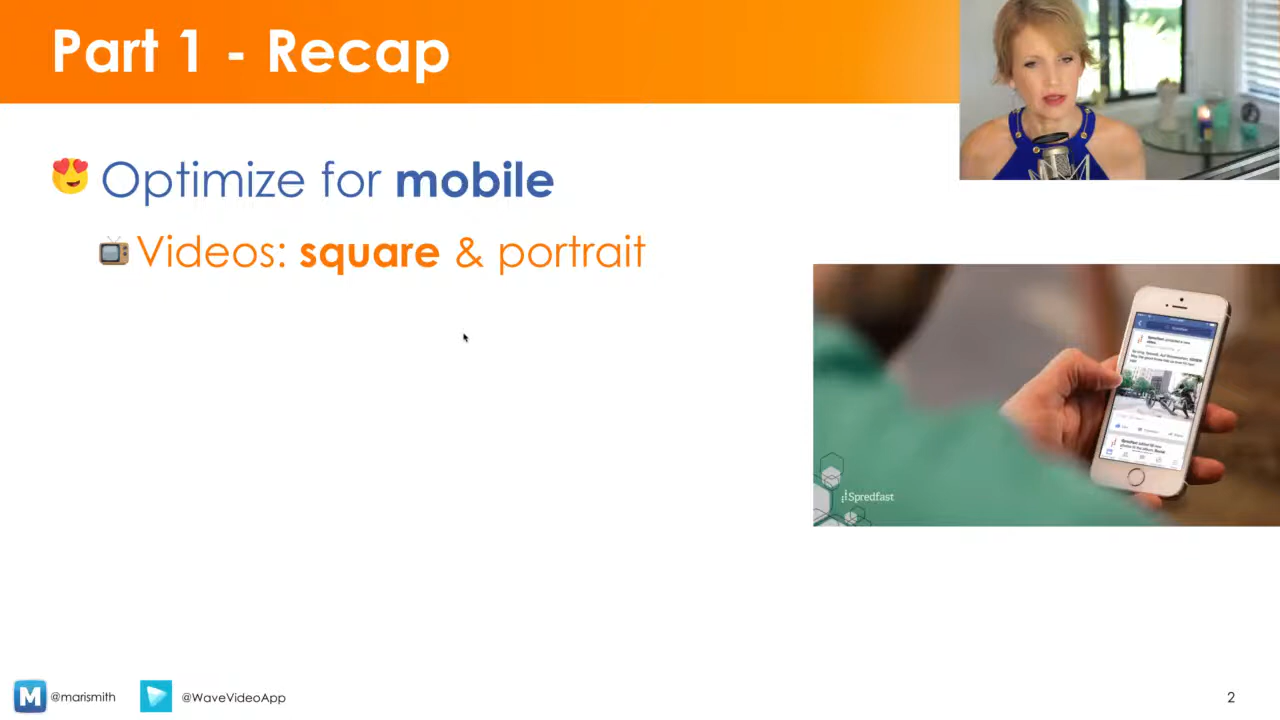 Part 1 - Recap
Optimize for mobile
Videos: square & portrait
Spredfast
M
@marismith
@WaveVideoApp
2